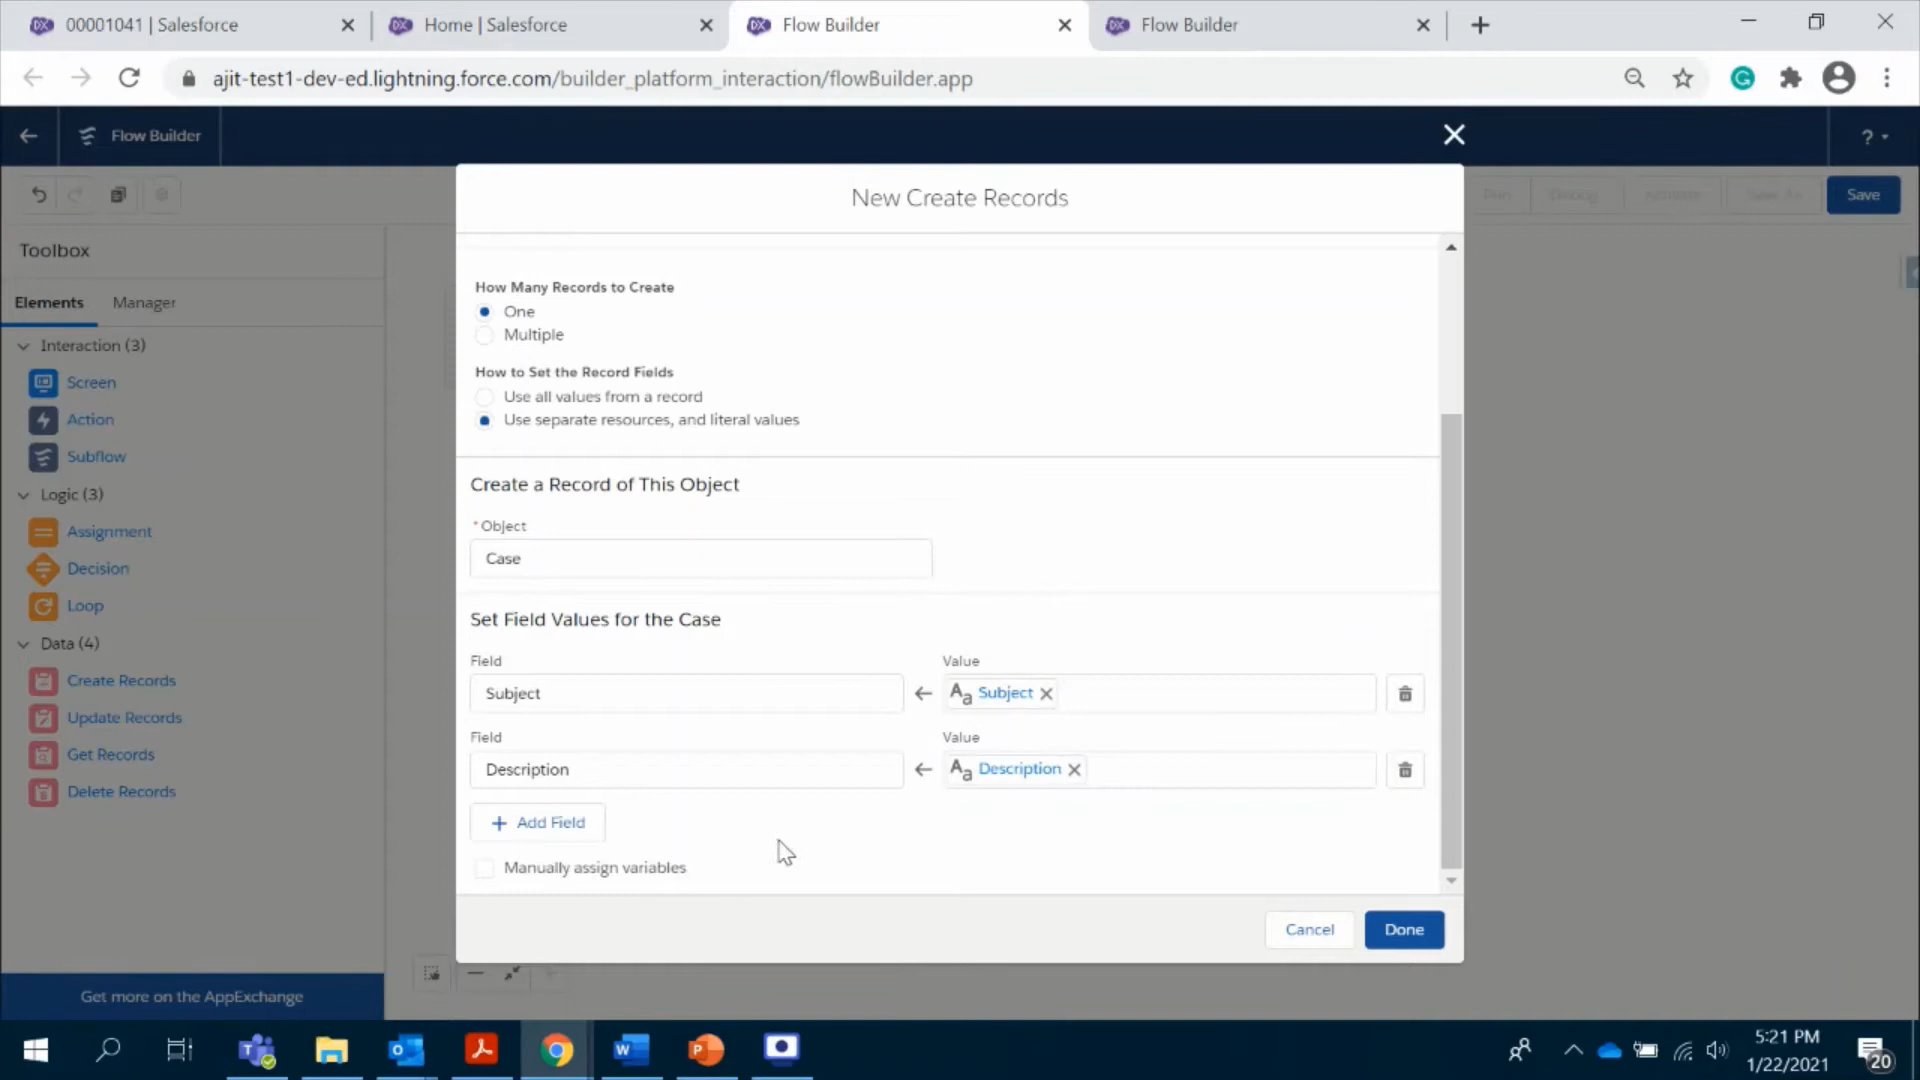 00001041 | Salesforce
Home | Salesforce
Flow Builder
Flow Builder
ajit-test1-dev-ed.lightning.force.com/builder_platform_interaction/flowBuilder.app
Flow Builder
?
New Create Records
Save
Toolbox
Elements
Manager
Interaction (3)
Screen
Action
Subflow
Logic (3)
Assignment
Decision
Loop
Data (4)
Create Records
Update Records
Get Records
Delete Records
Get more on the AppExchange
How Many Records to Create
One
Multiple
How to Set the Record Fields
Use all values from a record
Use separate resources, and literal values
Create a Record of This Object
* Object
Case
Set Field Values for the Case
Field
Value
Subject
Aa Subject
Field
Value
Description
Aa Description
+ Add Field
Manually assign variables
Cancel
Done
5:21 PM
1/22/2021
20